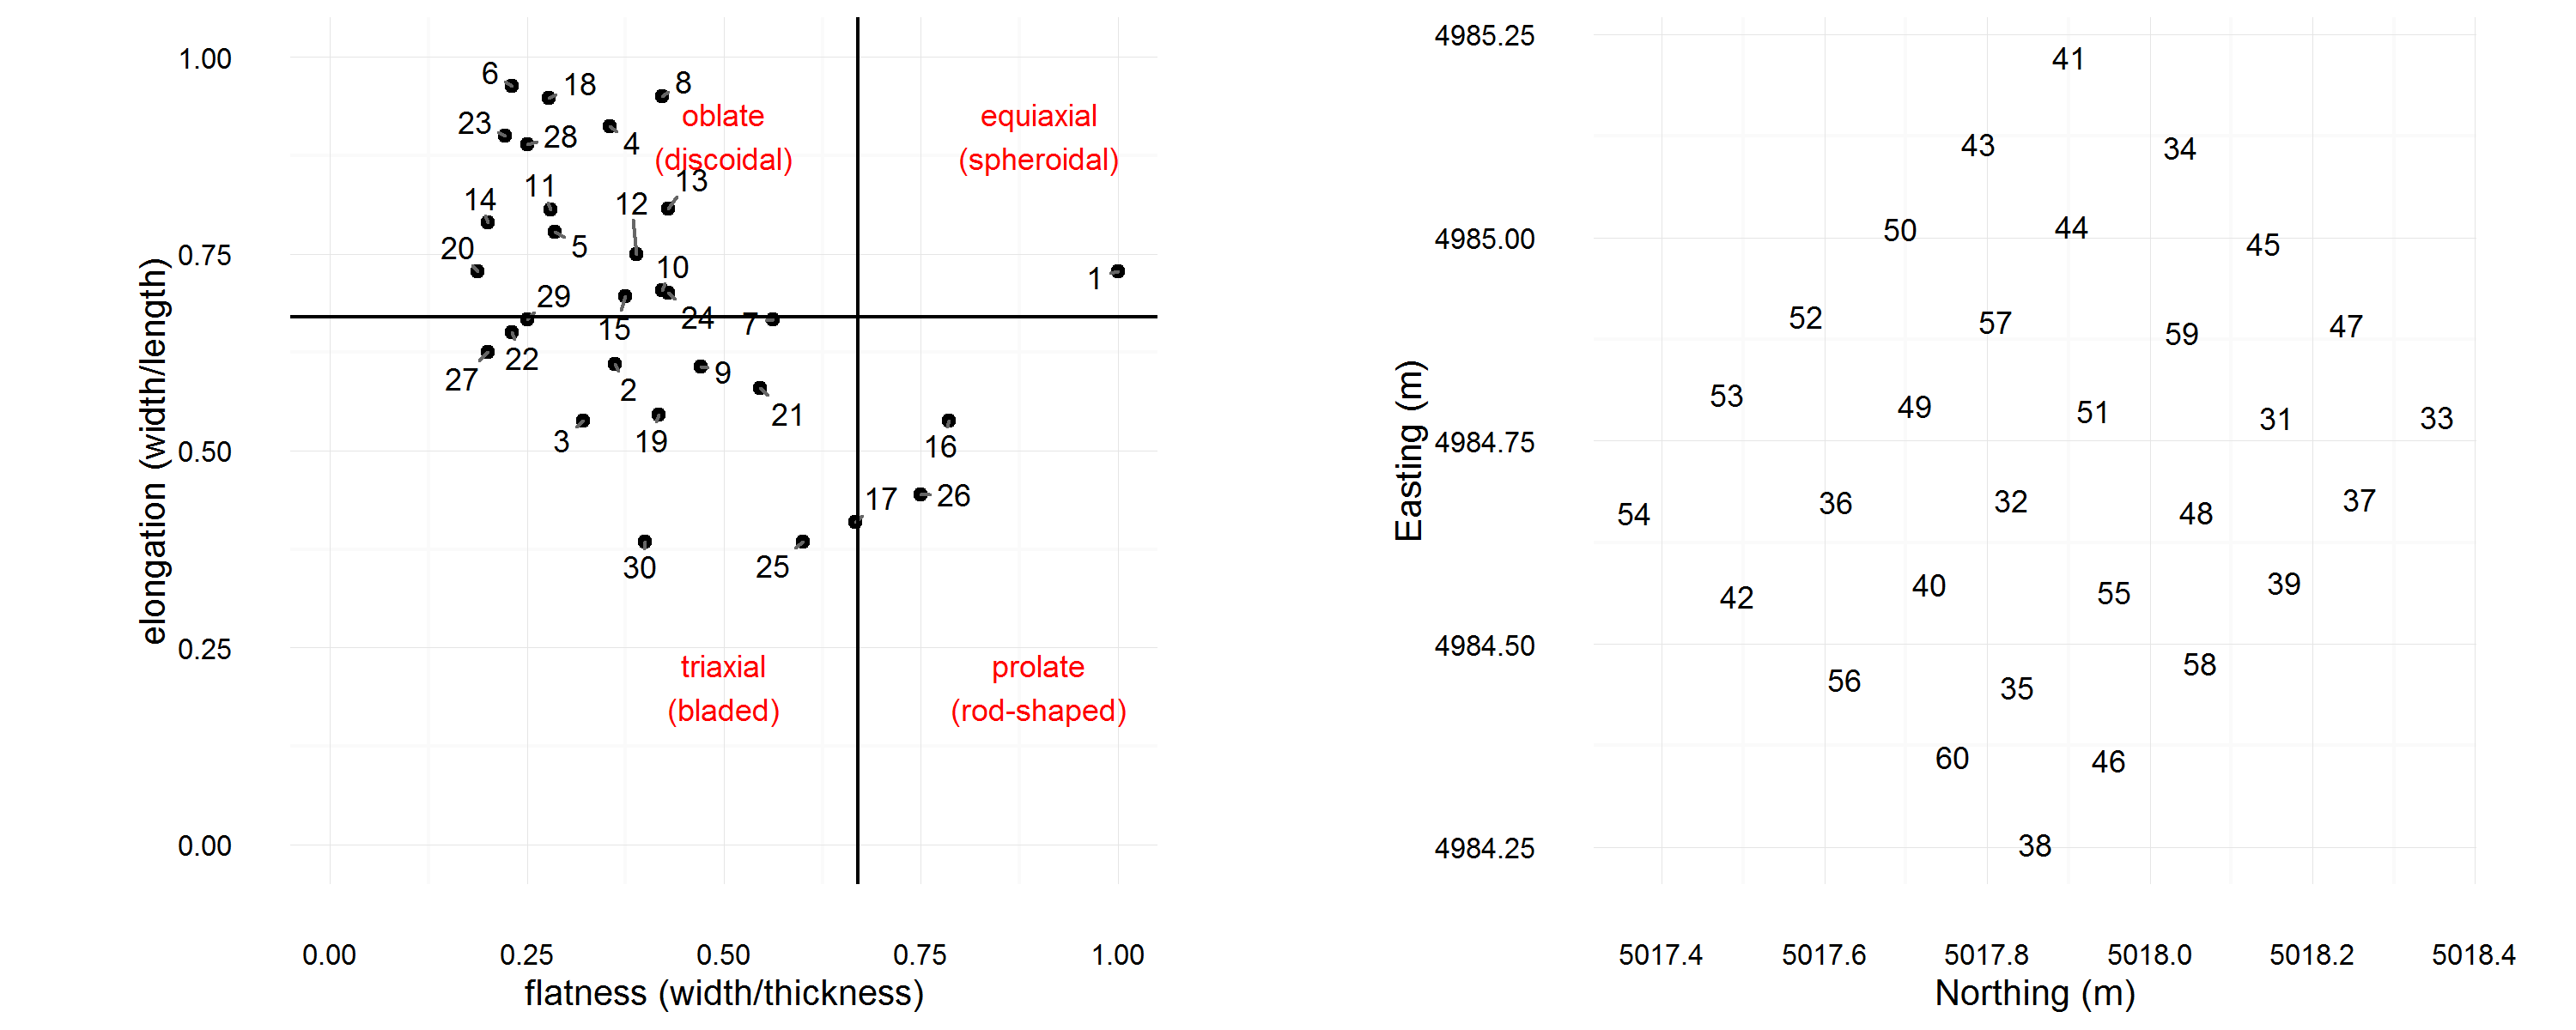 1.00
0.75
0.50
0.25
0.00
elongation (width/length)
6
18
8
23
28
4
oblate
(discoidal)
equiaxial
(spheroidal)
11
13
14
12
20
5
10
1
29
15
24
7
22
27
2
9
21
3
19
16
17
26
30
25
triaxial
(bladed)
prolate
(rod-shaped)
0.00 0.25 0.50 0.75 1.00
flatness (width/thickness)
4985.25
4985.00
4984.75
4984.50
4984.25
Easting (m)
41
43 34
50 44 45
52 57 59 47
53 49 51 31 33
54 36 32 48 37
42 40 55 39
56 35 58
60 46
38
5017.4 5017.6 5017.8 5018.0 5018.2 5018.4
Northing (m)